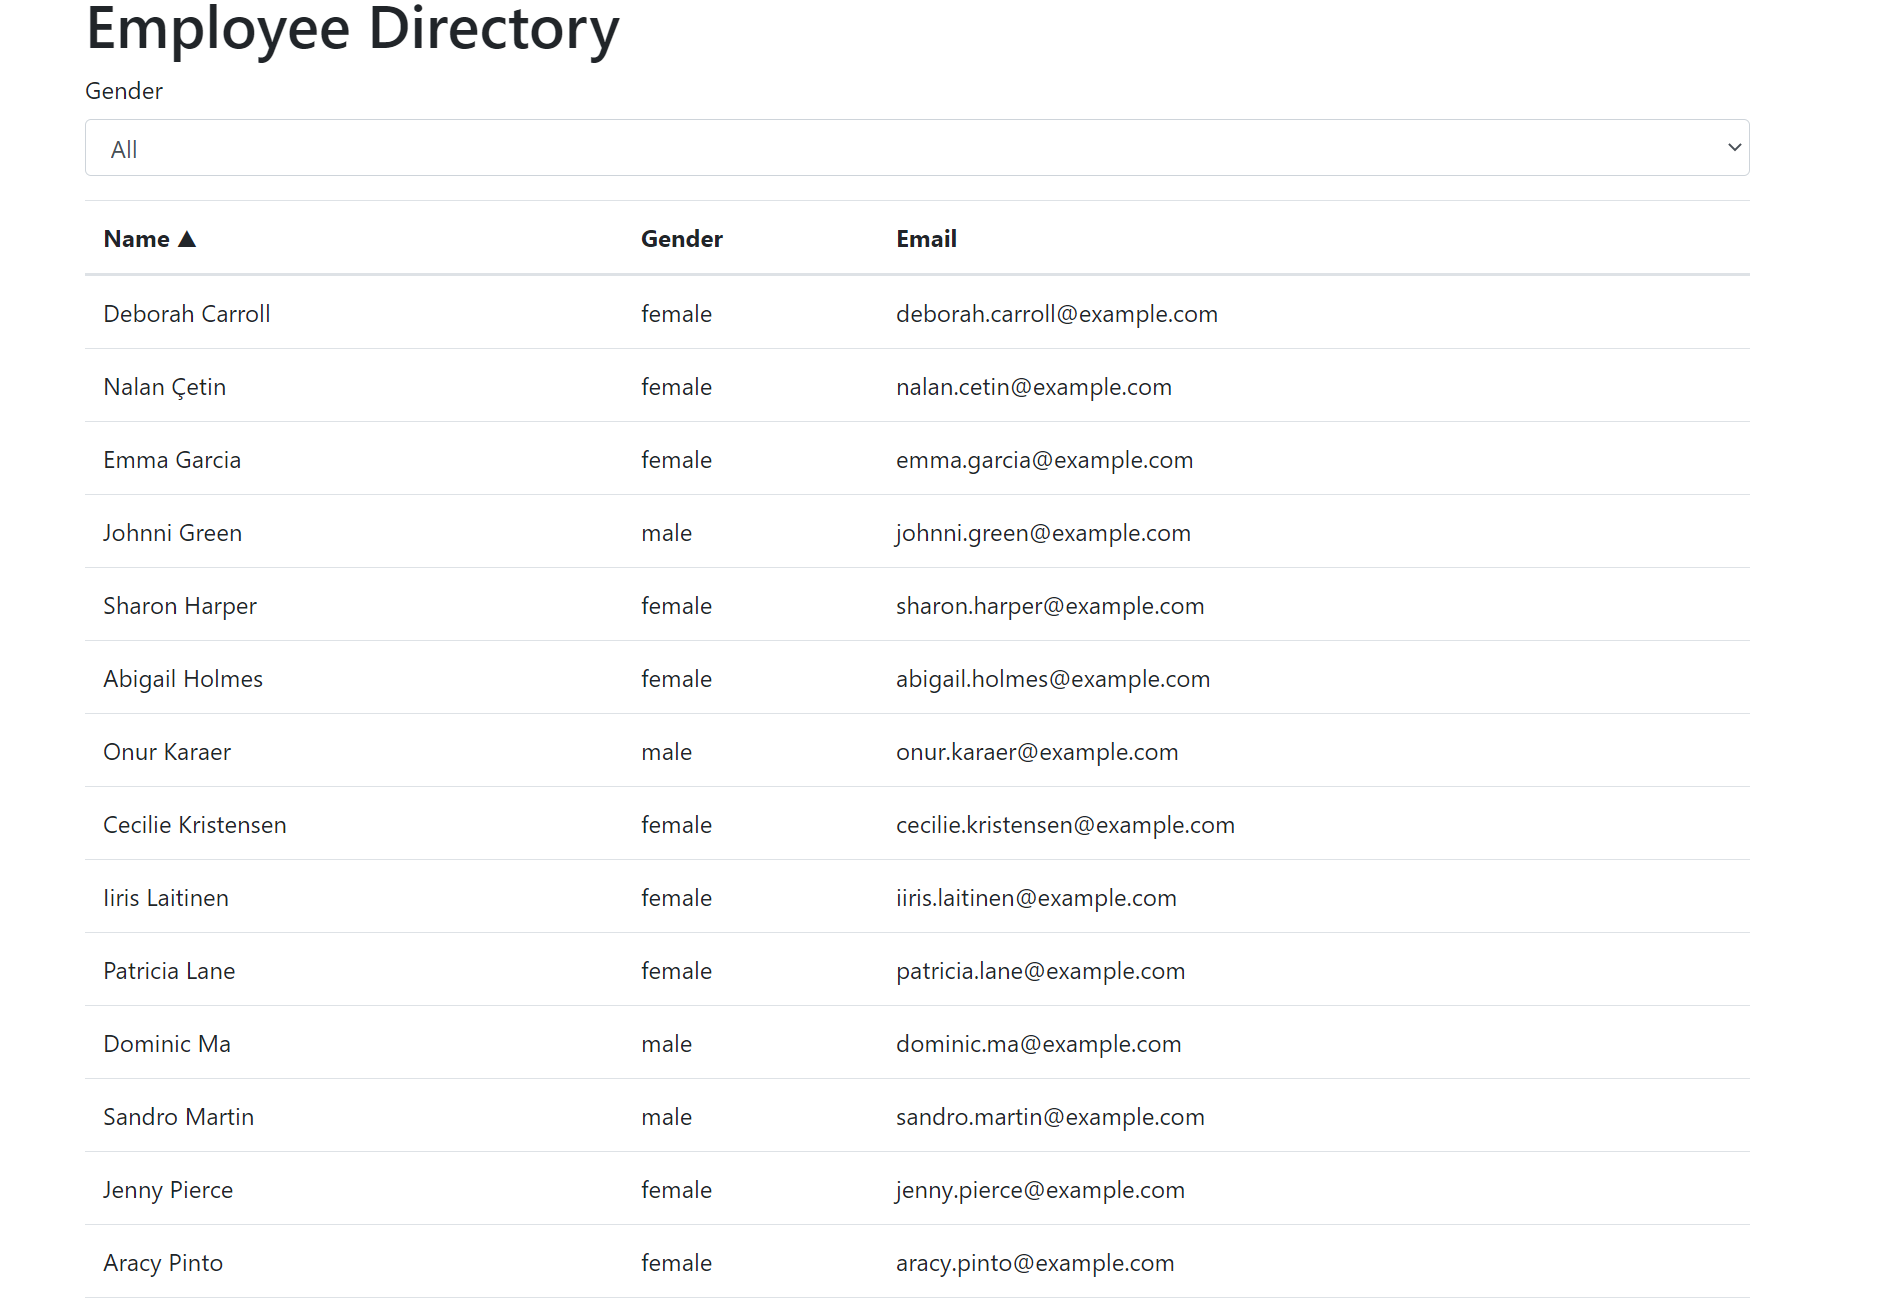 Employee Directory
Gender
All
Name ▲ Gender Email
Deborah Carroll female deborah.carroll@example.com
Nalan Çetin female nalan.cetin@example.com
Emma Garcia female emma.garcia@example.com
Johnni Green male johnni.green@example.com
Sharon Harper female sharon.harper@example.com
Abigail Holmes female abigail.holmes@example.com
Onur Karaer male onur.karaer@example.com
Cecilie Kristensen female cecilie.kristensen@example.com
Iiris Laitinen female iiris.laitinen@example.com
Patricia Lane female patricia.lane@example.com
Dominic Ma male dominic.ma@example.com
Sandro Martin male sandro.martin@example.com
Jenny Pierce female jenny.pierce@example.com
Aracy Pinto female aracy.pinto@example.com